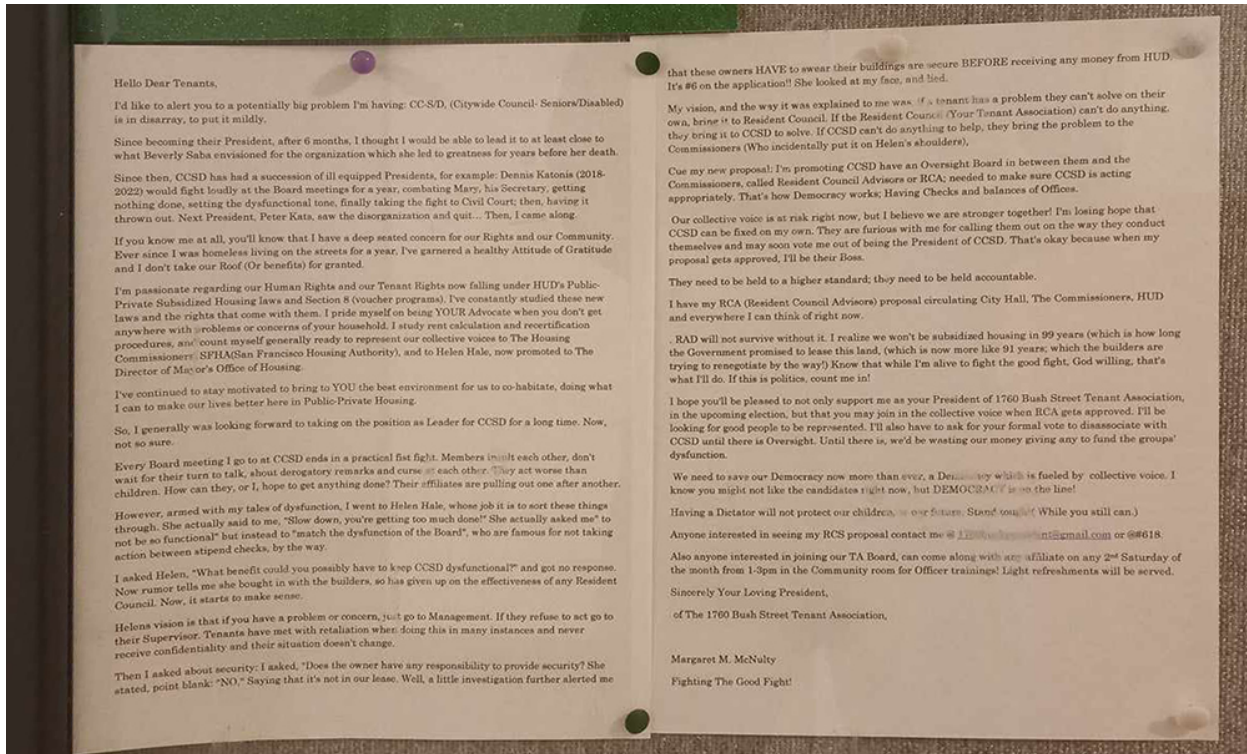 Hello Dear Tenants,
I'd like to alert you to a potentially big problem I'm having: CC-S/D, (Citywide Council- Seniors/Disabled)
is in disarray, to put it mildly.
Since becoming their President, after 6 months, I thought I would be able to lead it to at least close to
what Beverly Saba envisioned for the organization which she led to greatness for years before her death.
Since then, CCSD has had a succession of ill equipped Presidents, for example: Dennis Katonis (2018-
2022) would fight loudly at the Board meetings for a year, combating Mary, his Secretary, getting
nothing done, setting the dysfunctional tone, finally taking the fight to Civil Court; then, having it
thrown out. Next President, Peter Kats, saw the disorganization and quit... Then, I came along.
If you know me at all, you'll know that I have a deep seated concern for our Rights and our Community.
Ever since I was homeless living on the streets for a year, I've garnered a healthy Attitude of Gratitude
and I don't take our Roof (Or benefits) for granted.
I'm passionate regarding our Human Rights and our Tenant Rights now falling under HUD's Public-
Private Subsidized Housing laws and Section 8 (voucher programs). I've constantly studied these new
laws and the rights that come with them. I pride myself on being YOUR Advocate when you don't get
anywhere with problems or concerns of your household. I study rent calculation and recertification
procedures, and count myself generally ready to represent our collective voices to The Housing
Commissioners SFHA(San Francisco Housing Authority), and to Helen Hale, now promoted to The
Director of Mayor's Office of Housing.
I've continued to stay motivated to bring to YOU the best environment for us to co-habitate, doing what
I can to make our lives better here in Public-Private Housing.
So, I generally was looking forward to taking on the position as Leader for CCSD for a long time. Now,
not so sure.
Every Board meeting I go to at CCSD ends in a practical fist fight. Members insult each other, don't
wait for their turn to talk, about derogatory remarks and curse at each other. They act worse than
children. How can they, or I, hope to get anything done? Their affiliates are pulling out one after another.
However, armed with my tales of dysfunction, I went to Helen Hale, whose job it is to sort these things
through. She actually said to me, "Slow down, you're getting too much done!" She actually asked me" to
not be so functional" but instead to "match the dysfunction of the Board", who are famous for not taking
action between stipend checks, by the way.
I asked Helen, "What benefit could you possibly have to keep CCSD dysfunctional?" and got no response.
Now rumor tells me she bought in with the builders, so has given up on the effectiveness of any Resident
Council. Now, it starts to make sense.
Helens vision is that if you have a problem or concern, just go to Management. If they refuse to act go to
their Supervisor. Tenants have met with retaliation when doing this in many instances and never
receive confidentiality and their situation doesn't change.
Then I asked about security: I asked, "Does the owner have any responsibility to provide security? She
stated, point blank: "NO," Saying that it's not in our lease. Well, a little investigation further alerted me
that these owners HAVE to swear their buildings are secure BEFORE receiving any money from HUD.
It's #6 on the application!! She looked at my face, and lied.
My vision, and the way it was explained to me was, if a tenant has a problem they can't solve on their
own, bring it to Resident Council. If the Resident Council (Your Tenant Association) can't do anything,
they bring it to CCSD to solve. If CCSD can't do anything to help, they bring the problem to the
Commissioners (Who incidentally put it on Helen's shoulders),
Cue my new proposal: I'm promoting CCSD have an Oversight Board in between them and the
Commissioners, called Resident Council Advisors or RCA; needed to make sure CCSD is acting
appropriately. That's how Democracy works; Having Checks and balances of Offices.
Our collective voice is at risk right now, but I believe we are stronger together! I'm losing hope that
CCSD can be fixed on my own. They are furious with me for calling them out on the way they conduct
themselves and may soon vote me out of being the President of CCSD. That's okay because when my
proposal gets approved, I'll be their Boss.
They need to be held to a higher standard; they need to be held accountable.
I have my RCA (Resident Council Advisors) proposal circulating City Hall, The Commissioners, HUD
and everywhere I can think of right now.
. RAD will not survive without it. I realize we won't be subsidized housing in 99 years (which is how long
the Government promised to lease this land, (which is now more like 91 years; which the builders are
trying to renegotiate by the way!) Know that while I'm alive to fight the good fight, God willing, that's
what I'll do. If this is politics, count me in!
I hope you'll be pleased to not only support me as your President of 1760 Bush Street Tenant Association,
in the upcoming election, but that you may join in the collective voice when RCA gets approved. I'll be
looking for good people to be represented. I'll also have to ask for your formal vote to disassociate with
CCSD until there is Oversight. Until there is, we'd be wasting our money giving any to fund the groups'
dysfunction.
We need to save our Democracy now more than ever, a which is fueled by collective voice. I
know you might not like the candidates right now, but DEMOCRACY is on the line!
Having a Dictator will not protect our children, or our future. Stand While you still can.)
Anyone interested in seeing my RCS proposal contact me @ or @#618.
Also anyone interested in joining our TA Board, can come along with any affiliate on any 2nd Saturday of
the month from 1-3pm in the Community room for Officer trainings! Light refreshments will be served.
Sincerely Your Loving President,
of The 1760 Bush Street Tenant Association,
Margaret M. McNulty
Fighting The Good Fight!